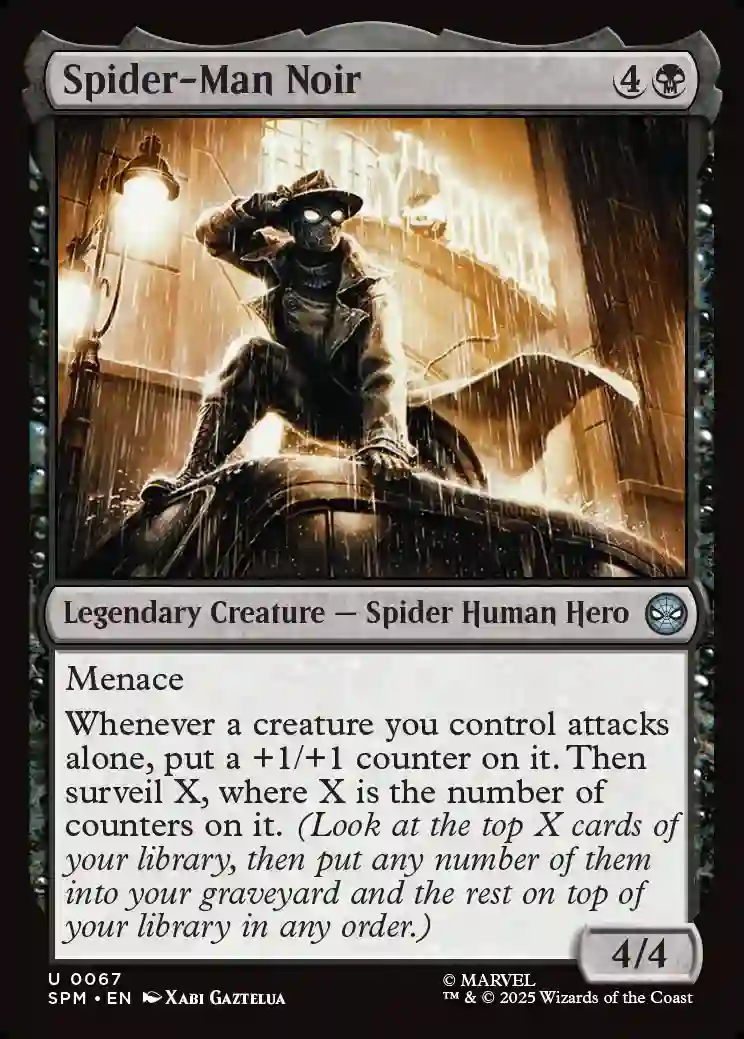 Spider-Man Noir 4
The
DAILY BUGLE
Legendary Creature — Spider Human Hero
Menace
Whenever a creature you control attacks
alone, put a +1/+1 counter on it. Then
surveil X, where X is the number of
counters on it. (Look at the top X cards of
your library, then put any number of them
into your graveyard and the rest on top of
your library in any order.)
4/4
U 0067
SPM • EN Xabi Gaztelua
© MARVEL
™ & © 2025 Wizards of the Coast